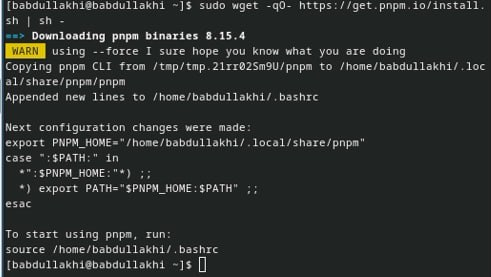 [babdullakhi@babdullakhi ~]$ sudo wget -qO- https://get.pnpm.io/install.
sh | sh -
==> Downloading pnpm binaries 8.15.4
WARN using --force I sure hope you know what you are doing
Copying pnpm CLI from /tmp/tmp.21rr02Sm9U/pnpm to /home/babdullakhi/.loc
al/share/pnpm/pnpm
Appended new lines to /home/babdullakhi/.bashrc
Next configuration changes were made:
export PNPM_HOME="/home/babdullakhi/.local/share/pnpm"
case ":$PATH:" in
*":$PNPM_HOME:"*) ;;
*) export PATH="$PNPM_HOME:$PATH" ;;
esac
To start using pnpm, run:
source /home/babdullakhi/.bashrc
[babdullakhi@babdullakhi ~]$